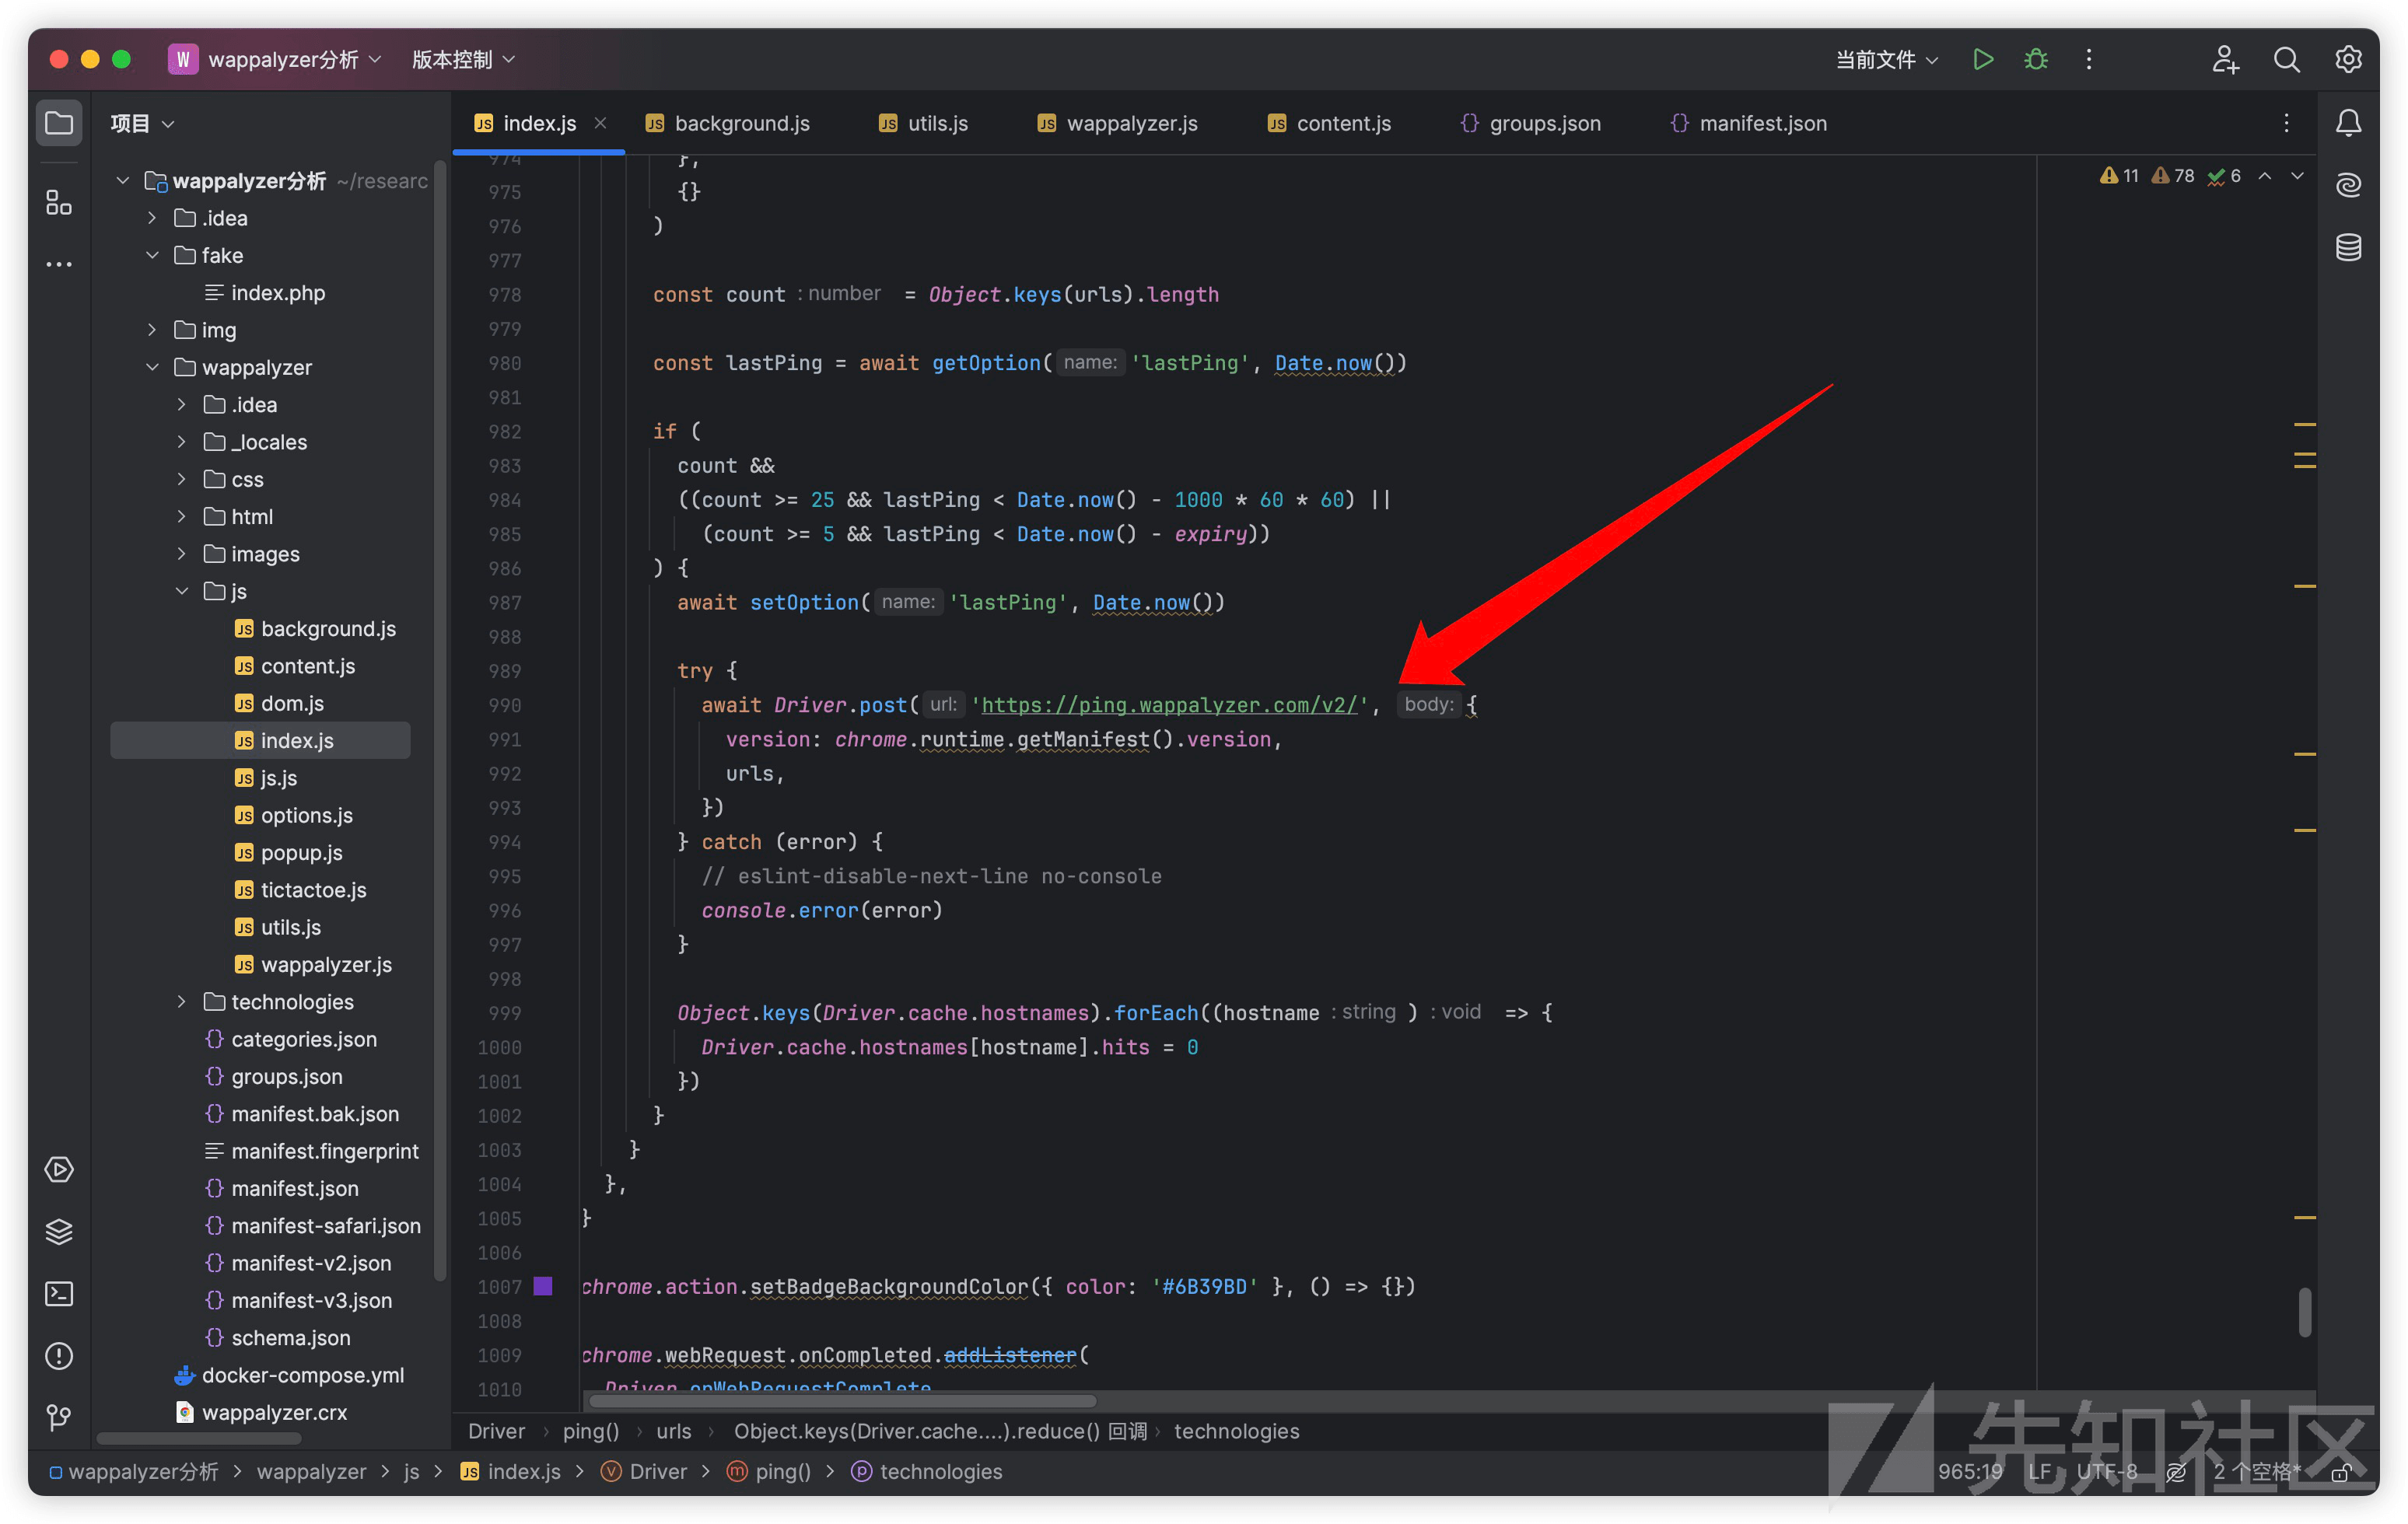 W wappalyzer分析 版本控制 当前文件
项目
index.js background.js utils.js wappalyzer.js content.js groups.json manifest.json
11 78 6
wappalyzer分析 ~/researc
.idea
fake
index.php
img
wappalyzer
.idea
_locales
css
html
images
js
background.js
content.js
dom.js
index.js
js.js
options.js
popup.js
tictactoe.js
utils.js
wappalyzer.js
technologies
categories.json
groups.json
manifest.bak.json
manifest.fingerprint
manifest.json
manifest-safari.json
manifest-v2.json
manifest-v3.json
schema.json
docker-compose.yml
wappalyzer.crx
974 },
975 {}
976 )
977
978 const count : number = Object.keys(urls).length
979
980 const lastPing = await getOption( name: 'lastPing', Date.now())
981
982 if (
983 count &&
984 ((count >= 25 && lastPing < Date.now() - 1000 * 60 * 60) ||
985 (count >= 5 && lastPing < Date.now() - expiry))
986 ) {
987 await setOption( name: 'lastPing', Date.now())
988
989 try {
990 await Driver.post( url: 'https://ping.wappalyzer.com/v2/', body: {
991 version: chrome.runtime.getManifest().version,
992 urls,
993 })
994 } catch (error) {
995 // eslint-disable-next-line no-console
996 console.error(error)
997 }
998
999 Object.keys(Driver.cache.hostnames).forEach((hostname : string ) : void => {
1000 Driver.cache.hostnames[hostname].hits = 0
1001 })
1002 }
1003 }
1004 },
1005 }
1006
1007 chrome.action.setBadgeBackgroundColor({ color: '#6B39BD' }, () => {})
1008
1009 chrome.webRequest.onCompleted.addListener(
1010 Driver.onWebRequestComplete
Driver › ping() › urls › Object.keys(Driver.cache....).reduce() 回调 › technologies
wappalyzer分析 > wappalyzer > js > index.js > Driver > ping() > technologies 965:19 LF UTF-8 2 个空格*
先知社区